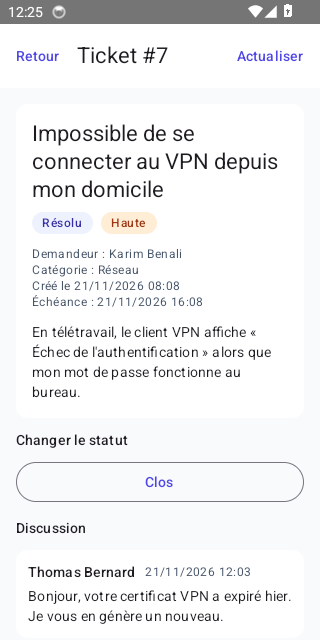 12:25
Retour Ticket #7 Actualiser
Impossible de se
connecter au VPN depuis
mon domicile
Résolu Haute
Demandeur : Karim Benali
Catégorie : Réseau
Créé le 21/11/2026 08:08
Échéance : 21/11/2026 16:08
En télétravail, le client VPN affiche «
Échec de l'authentification » alors que
mon mot de passe fonctionne au
bureau.
Changer le statut
Clos
Discussion
Thomas Bernard 21/11/2026 12:03
Bonjour, votre certificat VPN a expiré hier.
Je vous en génère un nouveau.